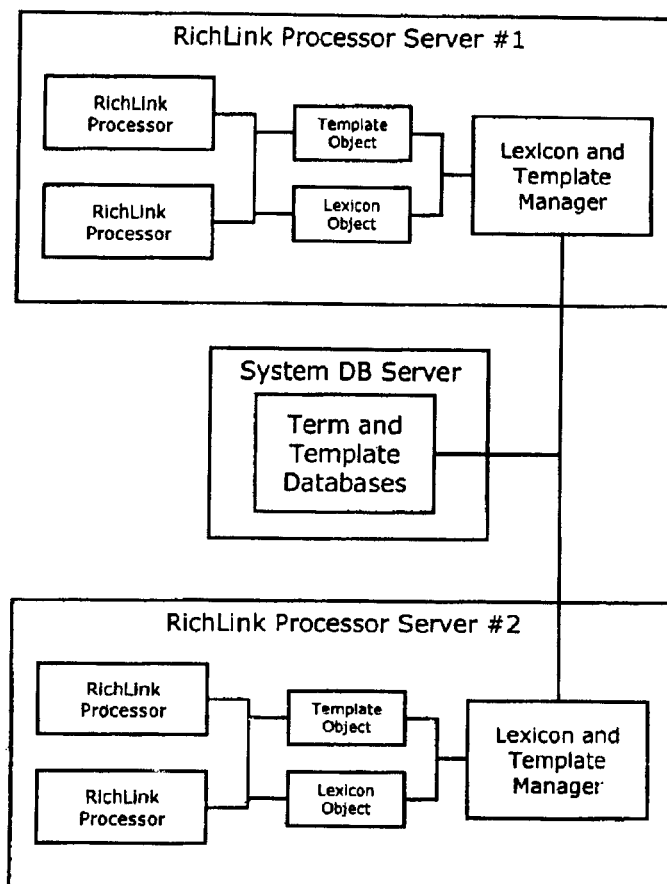 RichLink Processor Server #1
RichLink
Processor
Template
Object
Lexicon and
Template
Manager
RichLink
Processor
Lexicon
Object
System DB Server
Term and
Template
Databases
RichLink Processor Server #2
RichLink
Processor
Template
Object
Lexicon and
Template
Manager
RichLink
Processor
Lexicon
Object